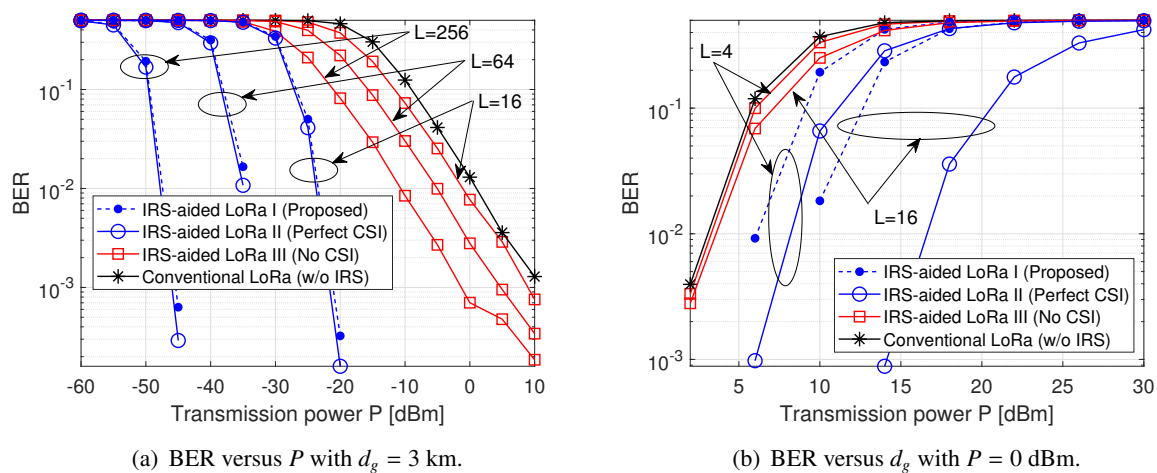 BER
10^-1
10^-2
10^-3
L=256
L=64
L=16
IRS-aided LoRa I (Proposed)
IRS-aided LoRa II (Perfect CSI)
IRS-aided LoRa III (No CSI)
Conventional LoRa (w/o IRS)
-60 -50 -40 -30 -20 -10 0 10
Transmission power P [dBm]
(a) BER versus P with d_g = 3 km.
BER
10^-1
10^-2
10^-3
L=4
L=16
IRS-aided LoRa I (Proposed)
IRS-aided LoRa II (Perfect CSI)
IRS-aided LoRa III (No CSI)
Conventional LoRa (w/o IRS)
5 10 15 20 25 30
Transmission power P [dBm]
(b) BER versus d_g with P = 0 dBm.